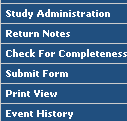 Study Administration
Return Notes
Check For Completeness
Submit Form
Print View
Event History